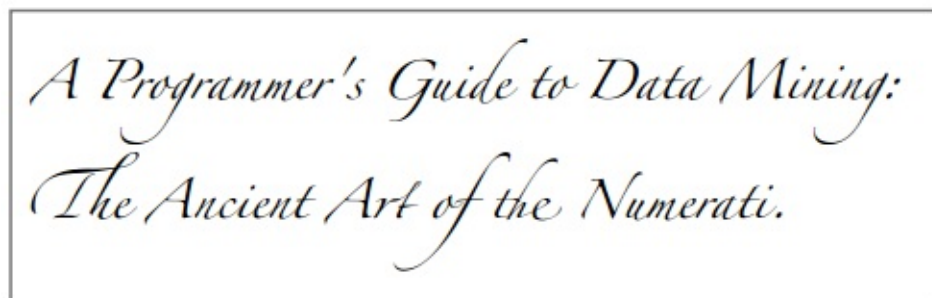 A Programmer's Guide to Data Mining:
The Ancient Art of the Numerati.